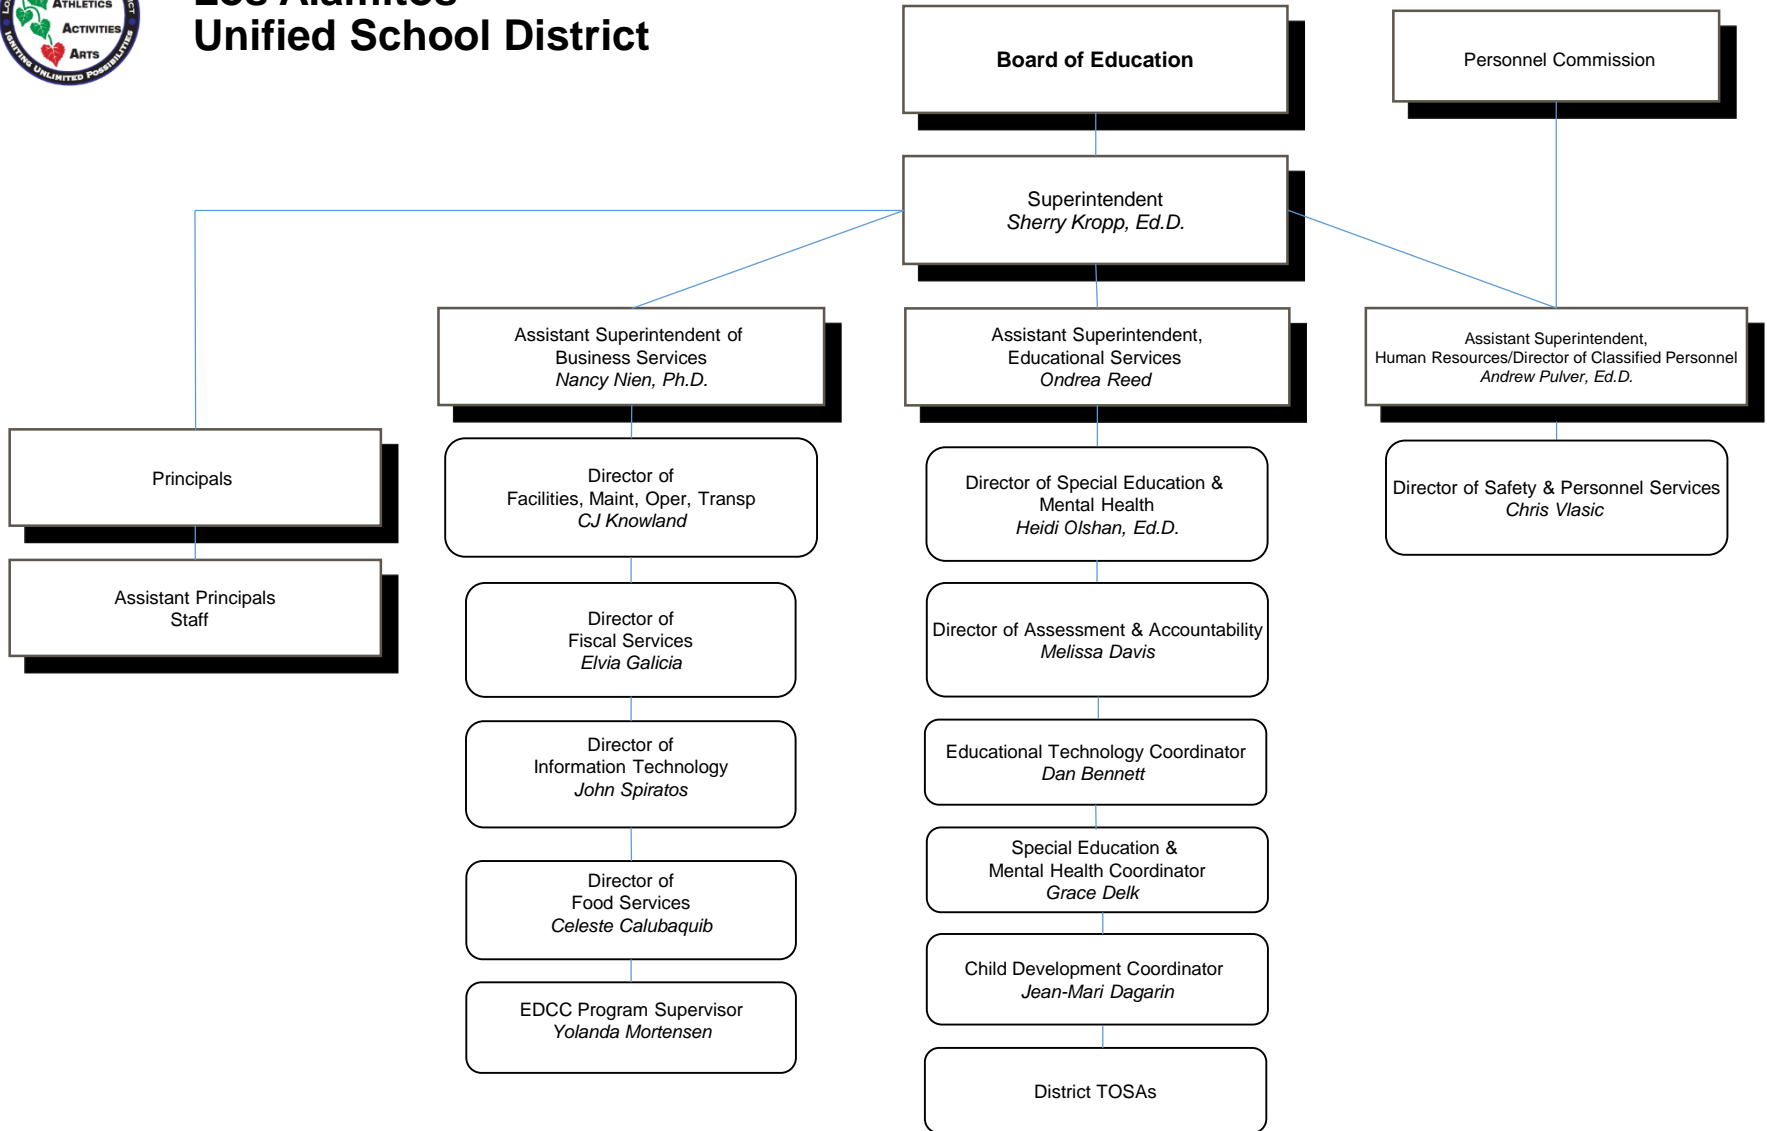 ATHLETICS
ACTIVITIES
ARTS
IGNITING UNLIMITED POSSIBILITIES
Los Alamitos
Unified School District
Board of Education
Personnel Commission
Superintendent
Sherry Kropp, Ed.D.
Assistant Superintendent of
Business Services
Nancy Nien, Ph.D.
Assistant Superintendent,
Educational Services
Ondrea Reed
Assistant Superintendent,
Human Resources/Director of Classified Personnel
Andrew Pulver, Ed.D.
Principals
Assistant Principals
Staff
Director of
Facilities, Maint, Oper, Transp
CJ Knowland
Director of
Fiscal Services
Elvia Galicia
Director of
Information Technology
John Spiratos
Director of
Food Services
Celeste Calubaquib
EDCC Program Supervisor
Yolanda Mortensen
Director of Special Education &
Mental Health
Heidi Olshan, Ed.D.
Director of Assessment & Accountability
Melissa Davis
Educational Technology Coordinator
Dan Bennett
Special Education &
Mental Health Coordinator
Grace Delk
Child Development Coordinator
Jean-Mari Dagarin
District TOSAs
Director of Safety & Personnel Services
Chris Vlasic